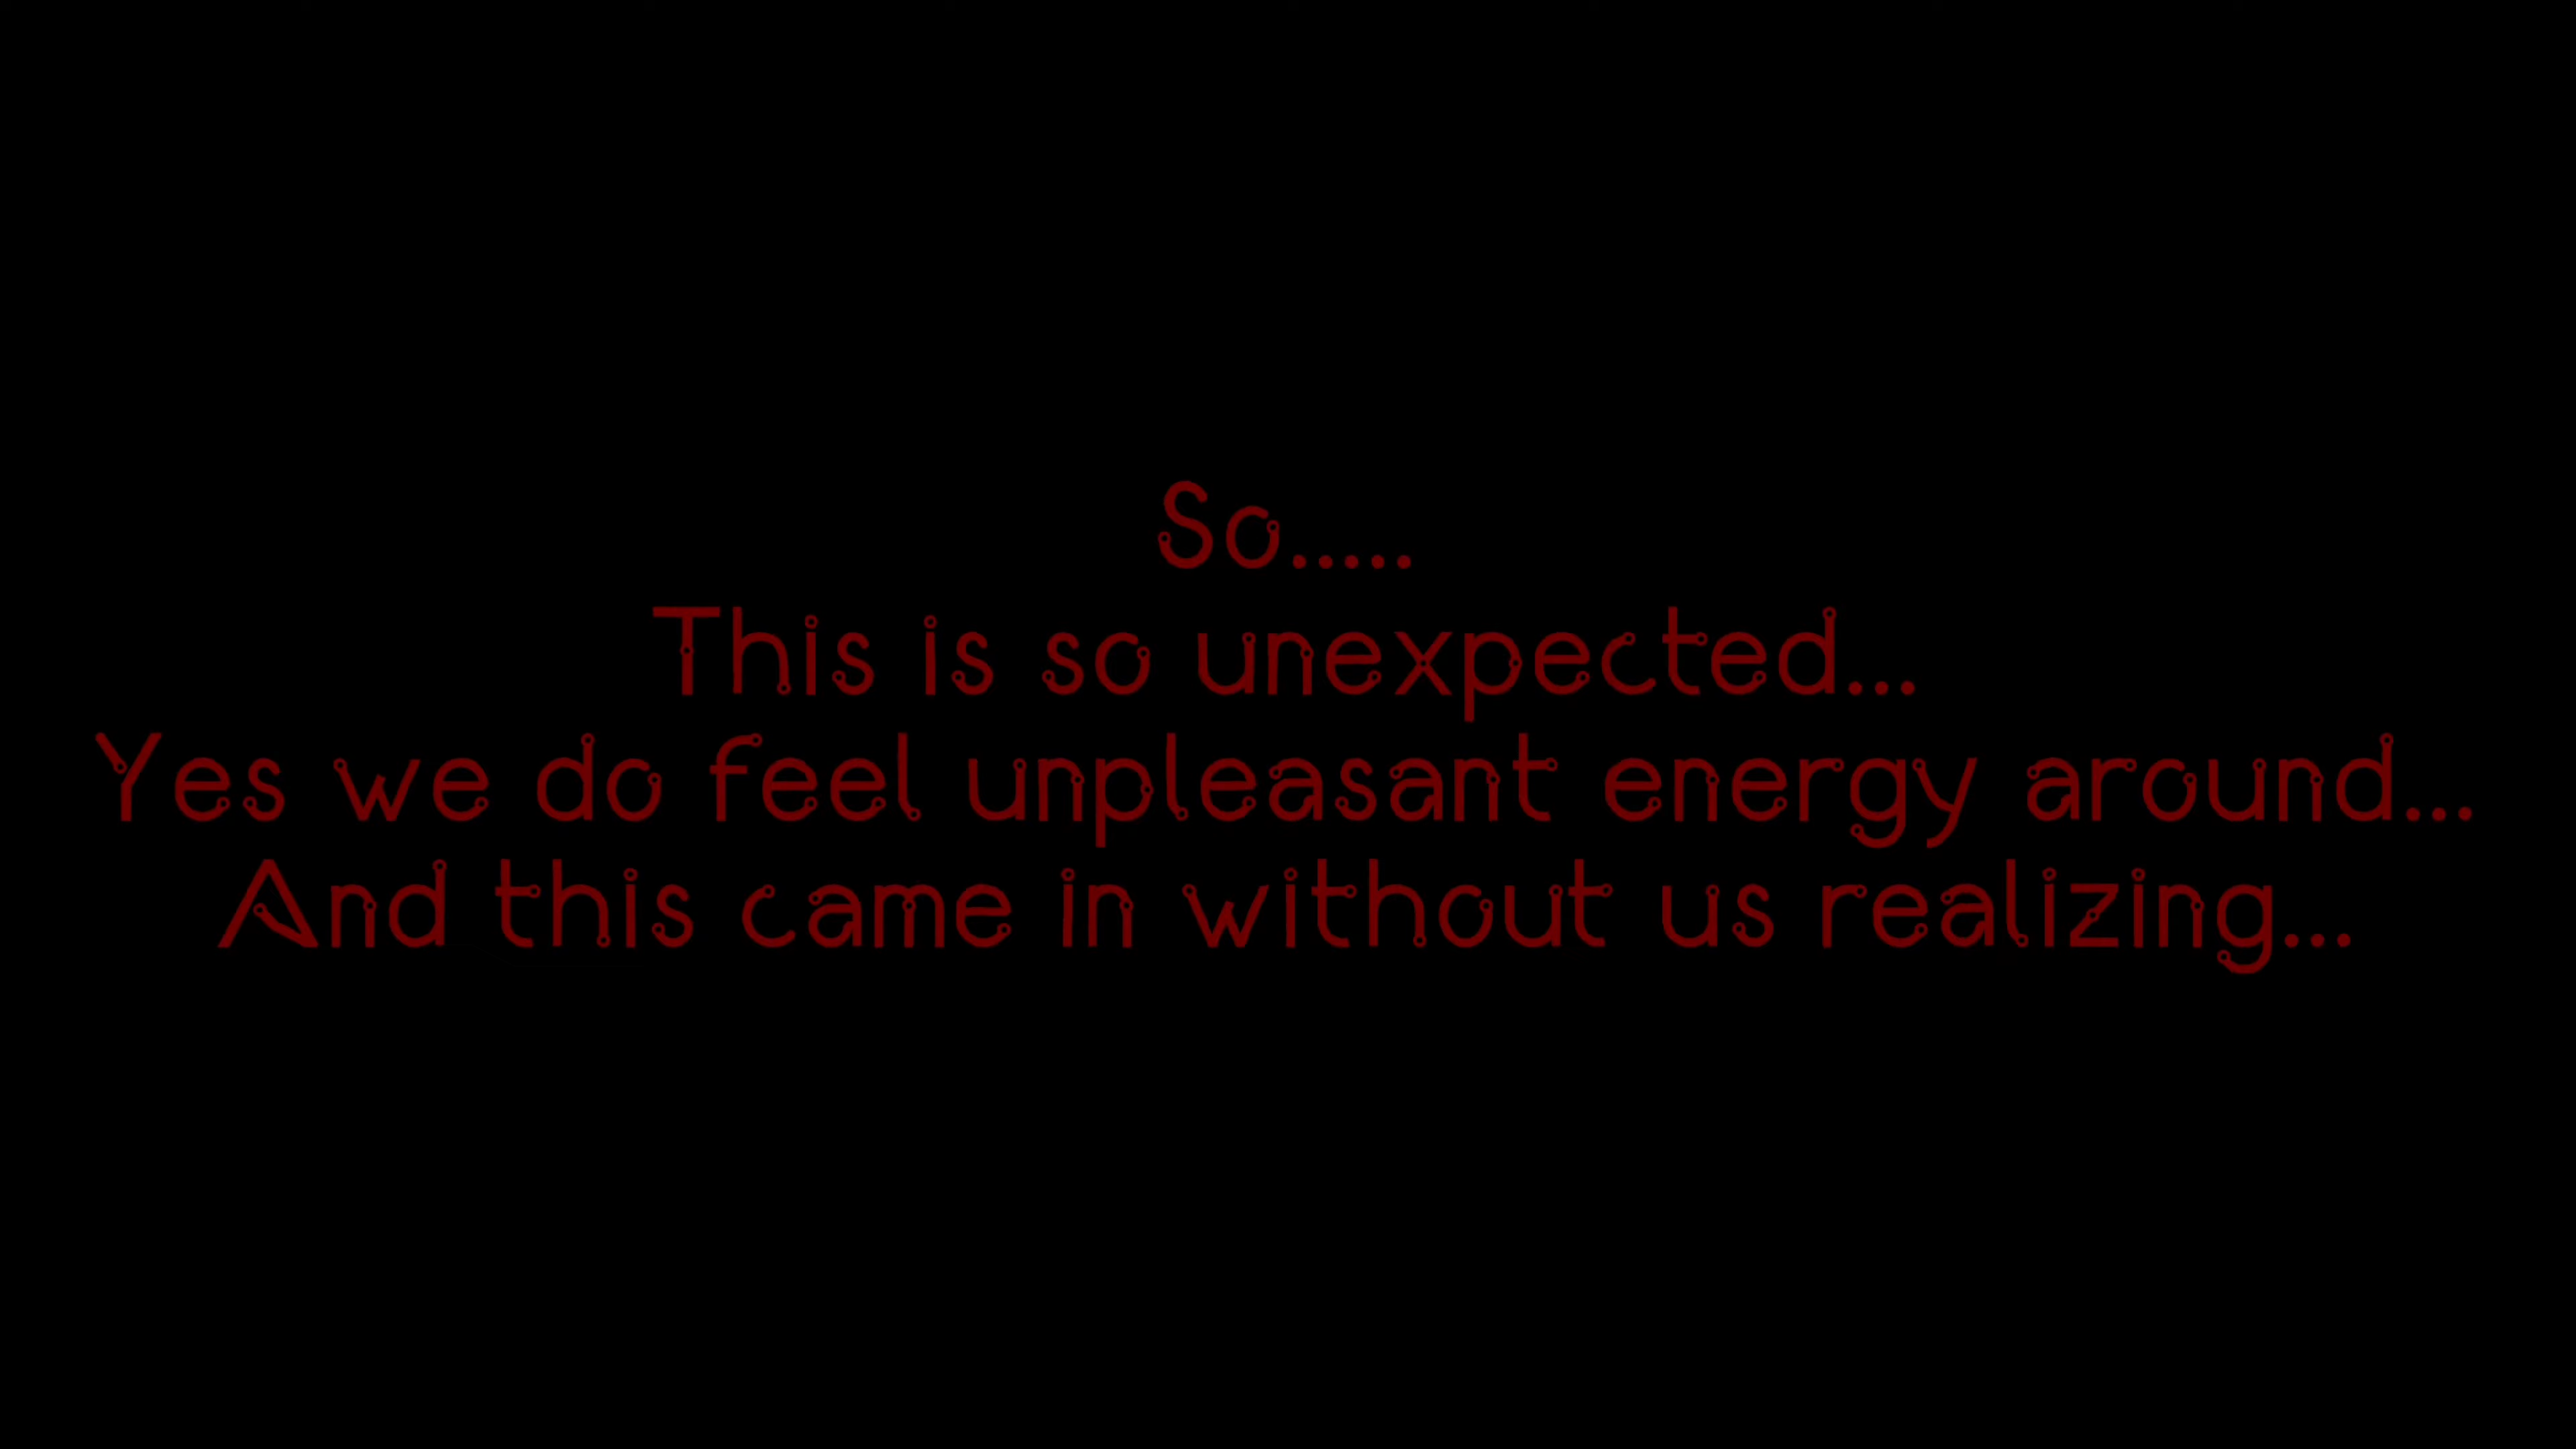 So.....
This is so unexpected...
Yes we do feel unpleasant energy around...
And this came in without us realizing...